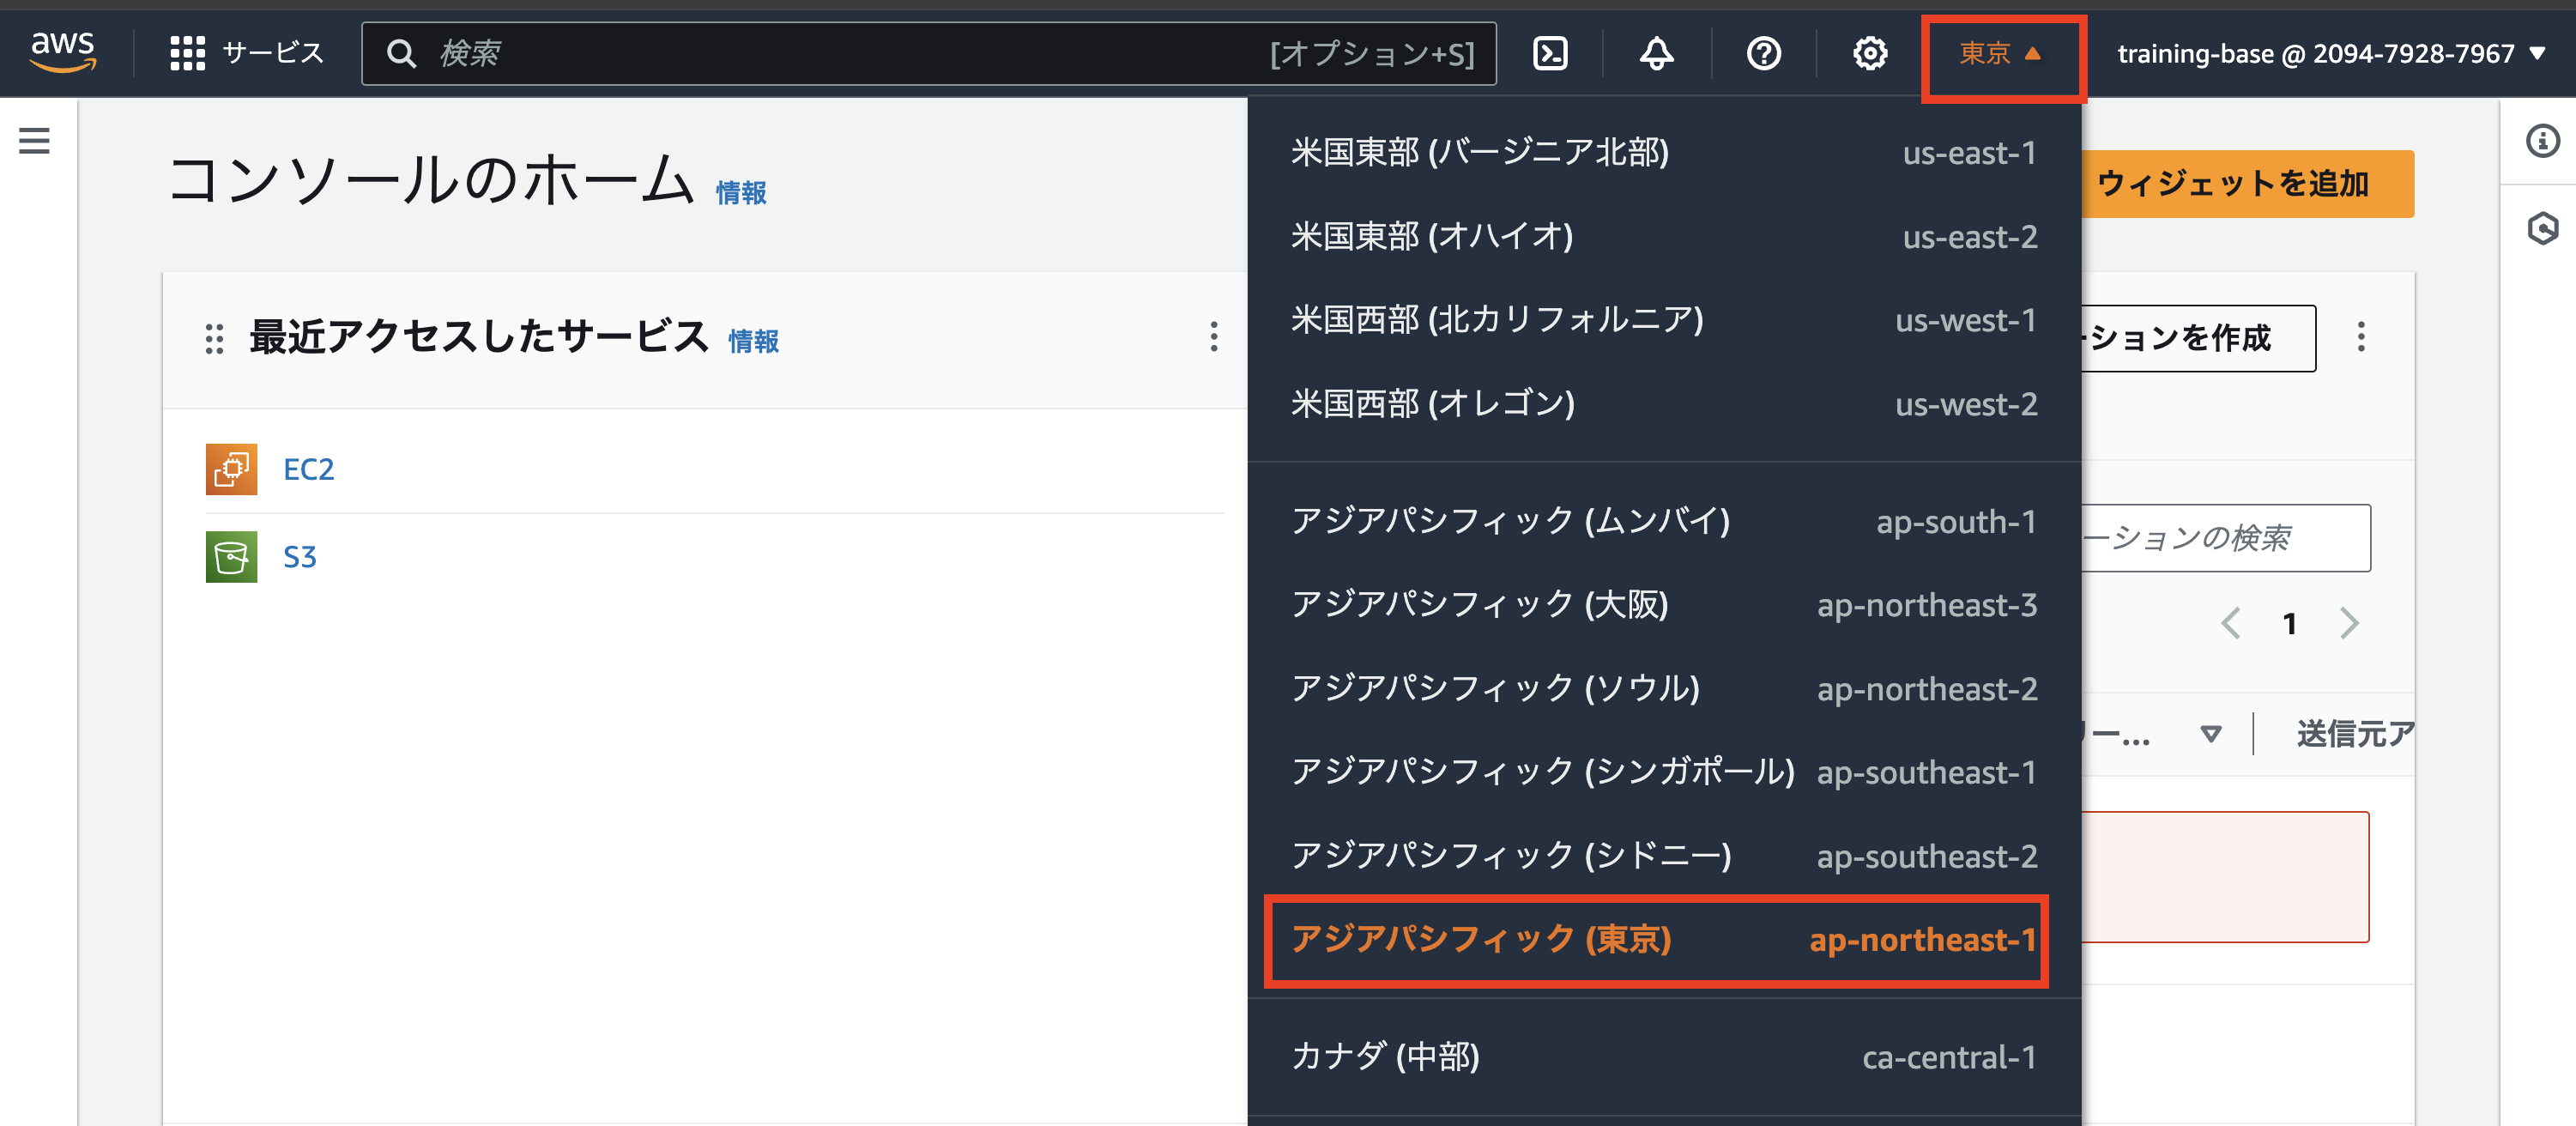 aws サービス 検索 [オプション+S] 東京 training-base @ 2094-7928-7967
コンソールのホーム 情報
ウィジェットを追加
最近アクセスしたサービス 情報
EC2
S3
米国東部 (バージニア北部) us-east-1
米国東部 (オハイオ) us-east-2
米国西部 (北カリフォルニア) us-west-1
米国西部 (オレゴン) us-west-2
アジアパシフィック (ムンバイ) ap-south-1
アジアパシフィック (大阪) ap-northeast-3
アジアパシフィック (ソウル) ap-northeast-2
アジアパシフィック (シンガポール) ap-southeast-1
アジアパシフィック (シドニー) ap-southeast-2
アジアパシフィック (東京) ap-northeast-1
カナダ (中部) ca-central-1
ーションを作成
ーションの検索
1
リー... 送信元ア